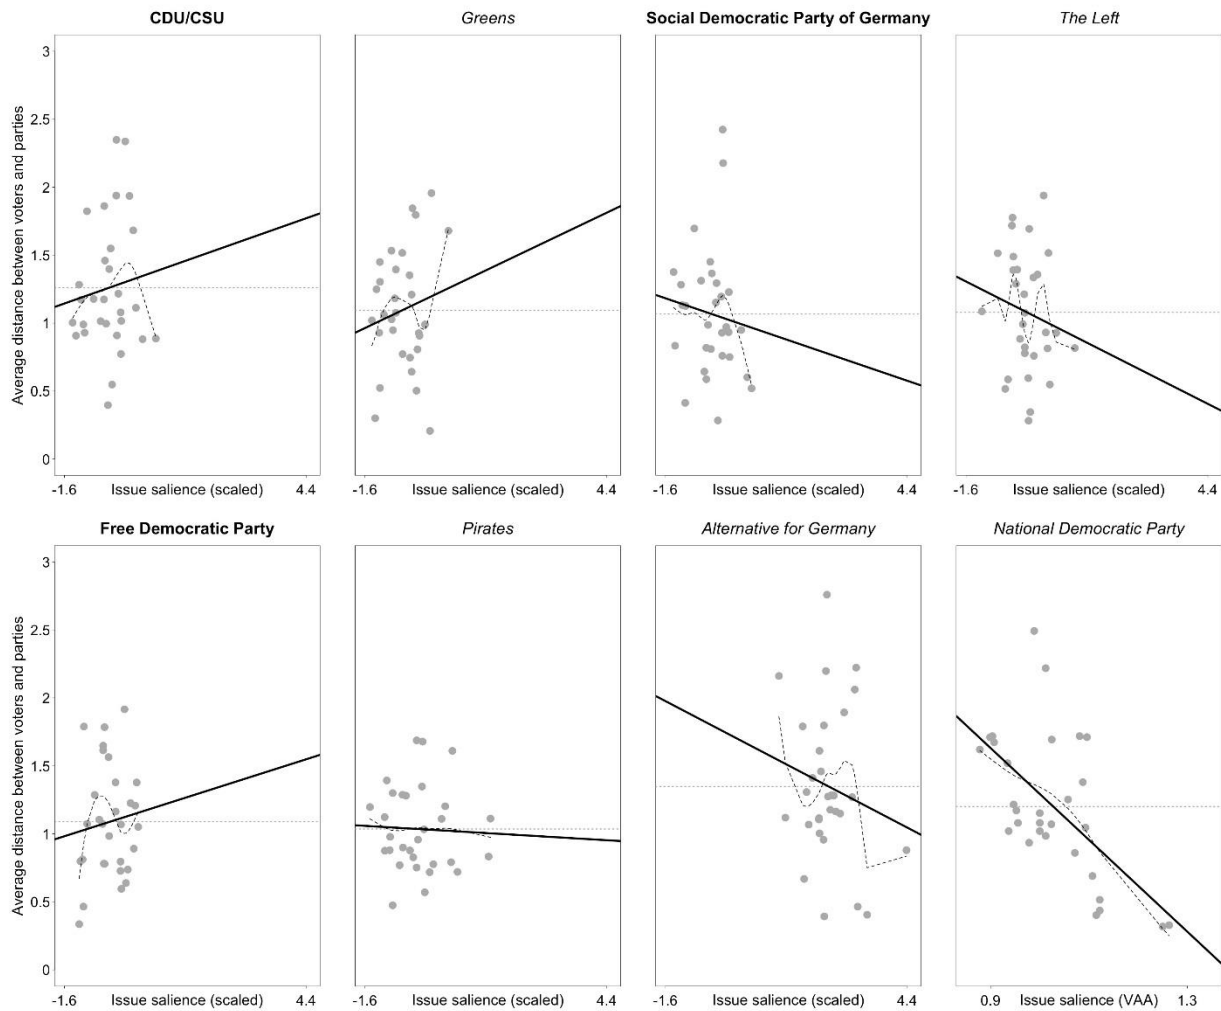 CDU/CSU
Greens
Social Democratic Party of Germany
The Left
Average distance between voters and parties
3
2.5
2
1.5
1
0.5
0
-1.6 Issue salience (scaled) 4.4
-1.6 Issue salience (scaled) 4.4
-1.6 Issue salience (scaled) 4.4
-1.6 Issue salience (scaled) 4.4
Free Democratic Party
Pirates
Alternative for Germany
National Democratic Party
Average distance between voters and parties
3
2.5
2
1.5
1
0.5
0
-1.6 Issue salience (scaled) 4.4
-1.6 Issue salience (scaled) 4.4
-1.6 Issue salience (scaled) 4.4
0.9 Issue salience (VAA) 1.3